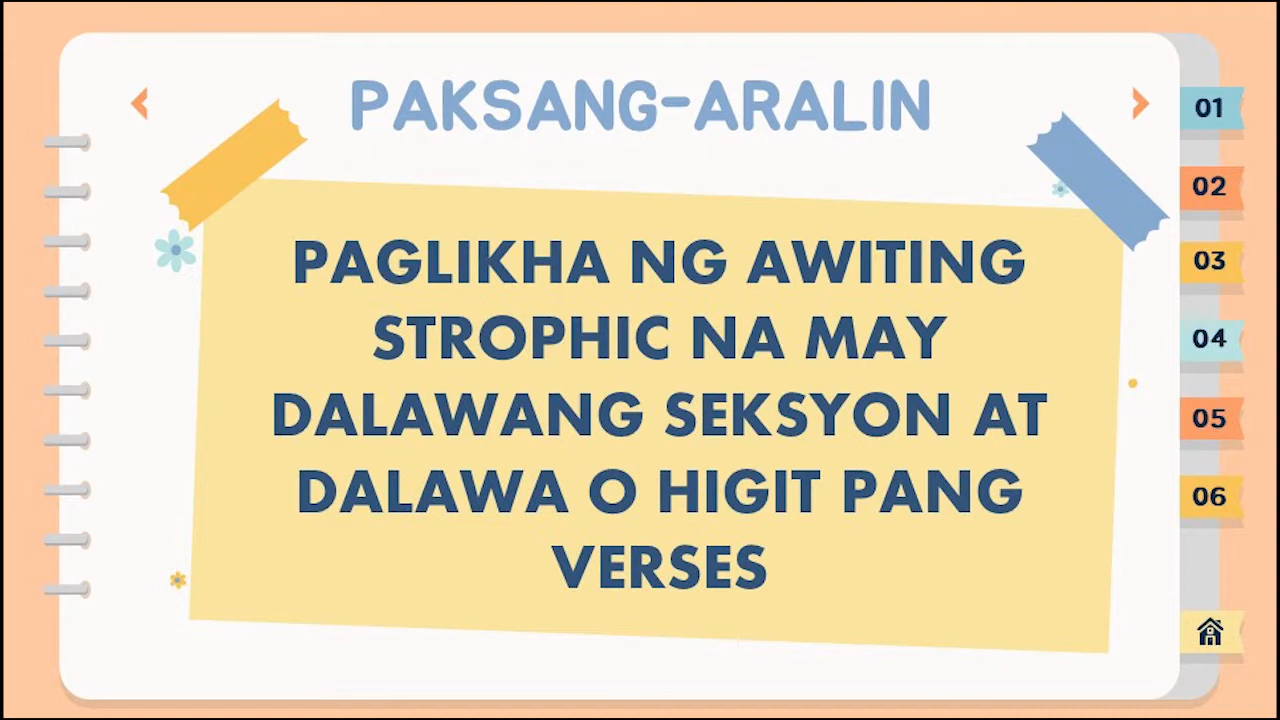 PAKSANG-ARALIN
PAGLIKHA NG AWITING
STROPHIC NA MAY
DALAWANG SEKSYON AT
DALAWA O HIGIT PANG
VERSES
01
02
03
04
05
06